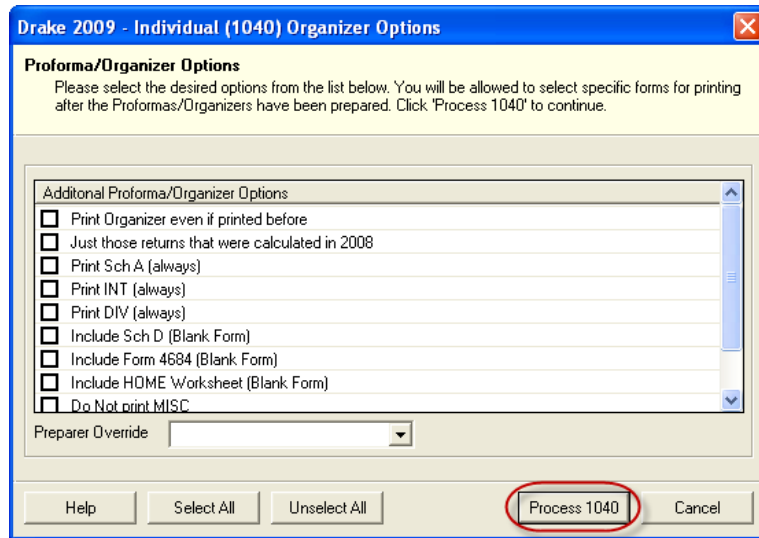 Drake 2009 - Individual (1040) Organizer Options
Proforma/Organizer Options
Please select the desired options from the list below. You will be allowed to select specific forms for printing
after the Proformas/Organizers have been prepared. Click 'Process 1040' to continue.
Additonal Proforma/Organizer Options
Print Organizer even if printed before
Just those returns that were calculated in 2008
Print Sch A (always)
Print INT (always)
Print DIV (always)
Include Sch D (Blank Form)
Include Form 4684 (Blank Form)
Include HOME Worksheet (Blank Form)
Do Not print MISC
Preparer Override
Help Select All Unselect All Process 1040 Cancel